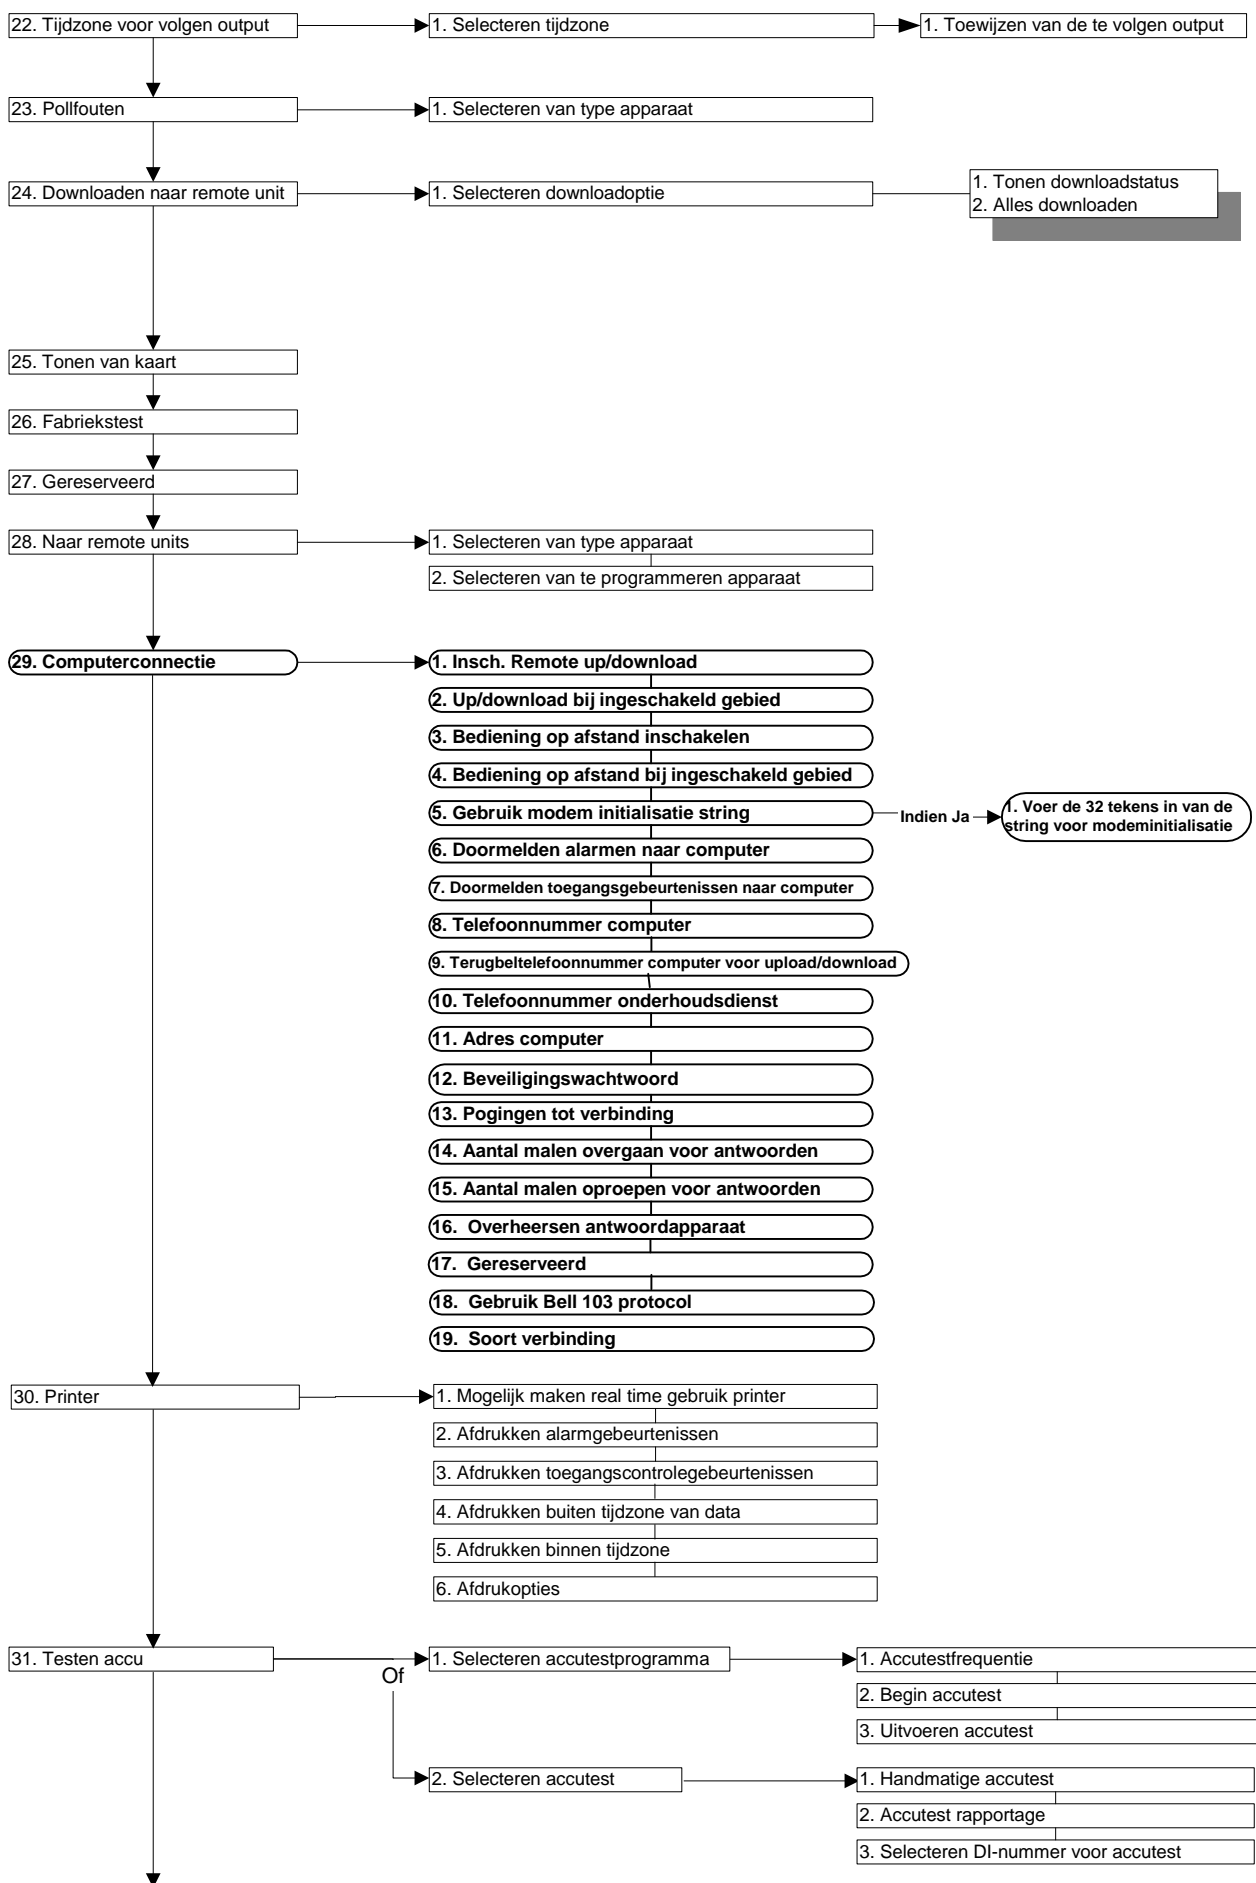 22. Tijdzone voor volgen output
1. Selecteren tijdzone
1. Toewijzen van de te volgen output
23. Pollfouten
1. Selecteren van type apparaat
24. Downloaden naar remote unit
1. Selecteren downloadoptie
1. Tonen downloadstatus
2. Alles downloaden
25. Tonen van kaart
26. Fabriekstest
27. Gereserveerd
28. Naar remote units
1. Selecteren van type apparaat
2. Selecteren van te programmeren apparaat
29. Computerconnectie
1. Insch. Remote up/download
2. Up/download bij ingeschakeld gebied
3. Bediening op afstand inschakelen
4. Bediening op afstand bij ingeschakeld gebied
5. Gebruik modem initialisatie string
Indien Ja
1. Voer de 32 tekens in van de
string voor modeminitialisatie
6. Doormelden alarmen naar computer
7. Doormelden toegangsgebeurtenissen naar computer
8. Telefoonnummer computer
9. Terugbeltelefoonnummer computer voor upload/download
10. Telefoonnummer onderhoudsdienst
11. Adres computer
12. Beveiligingswachtwoord
13. Pogingen tot verbinding
14. Aantal malen overgaan voor antwoorden
15. Aantal malen oproepen voor antwoorden
16. Overheersen antwoordapparaat
17. Gereserveerd
18. Gebruik Bell 103 protocol
19. Soort verbinding
30. Printer
1. Mogelijk maken real time gebruik printer
2. Afdrukken alarmgebeurtenissen
3. Afdrukken toegangscontrolegebeurtenissen
4. Afdrukken buiten tijdzone van data
5. Afdrukken binnen tijdzone
6. Afdrukopties
31. Testen accu
Of
1. Selecteren accutestprogramma
1. Accutestfrequentie
2. Begin accutest
3. Uitvoeren accutest
2. Selecteren accutest
1. Handmatige accutest
2. Accutest rapportage
3. Selecteren DI-nummer voor accutest